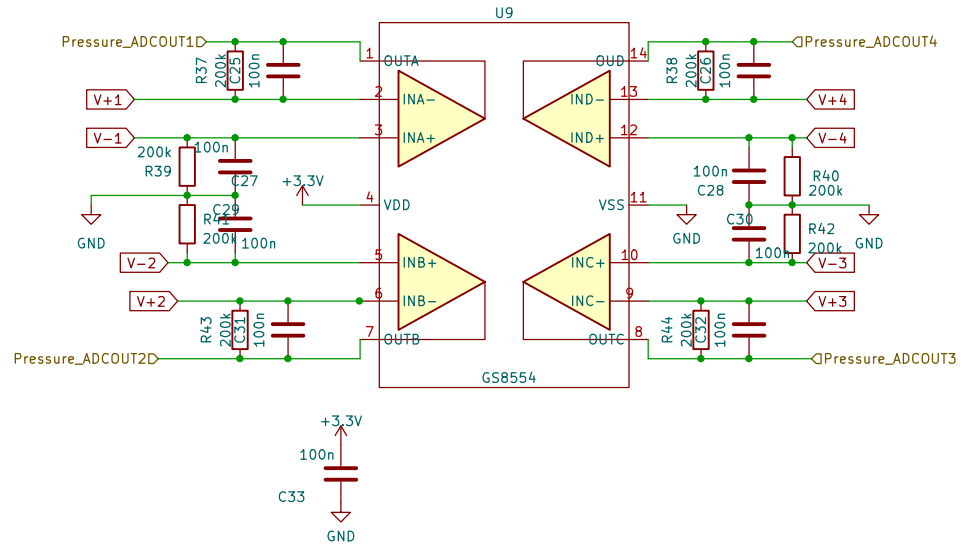 U9
Pressure_ADCOUT1
R37
200k
C25
100n
1
OUTA
OUD
14
R38
200k
C26
100n
Pressure_ADCOUT4
V+1
2
INA-
IND-
13
V+4
V-1
3
INA+
IND+
12
V-4
200k
R39
100n
C27
+3.3V
4
VDD
VSS
11
100n
C28
R40
200k
GND
C29
R41
200k
100n
GND
C30
100n
R42
200k
GND
V-2
5
INB+
INC+
10
V-3
V+2
6
INB-
INC-
9
V+3
R43
200k
C31
100n
7
OUTB
OUTC
8
R44
200k
C32
100n
Pressure_ADCOUT2
Pressure_ADCOUT3
GS8554
+3.3V
100n
C33
GND